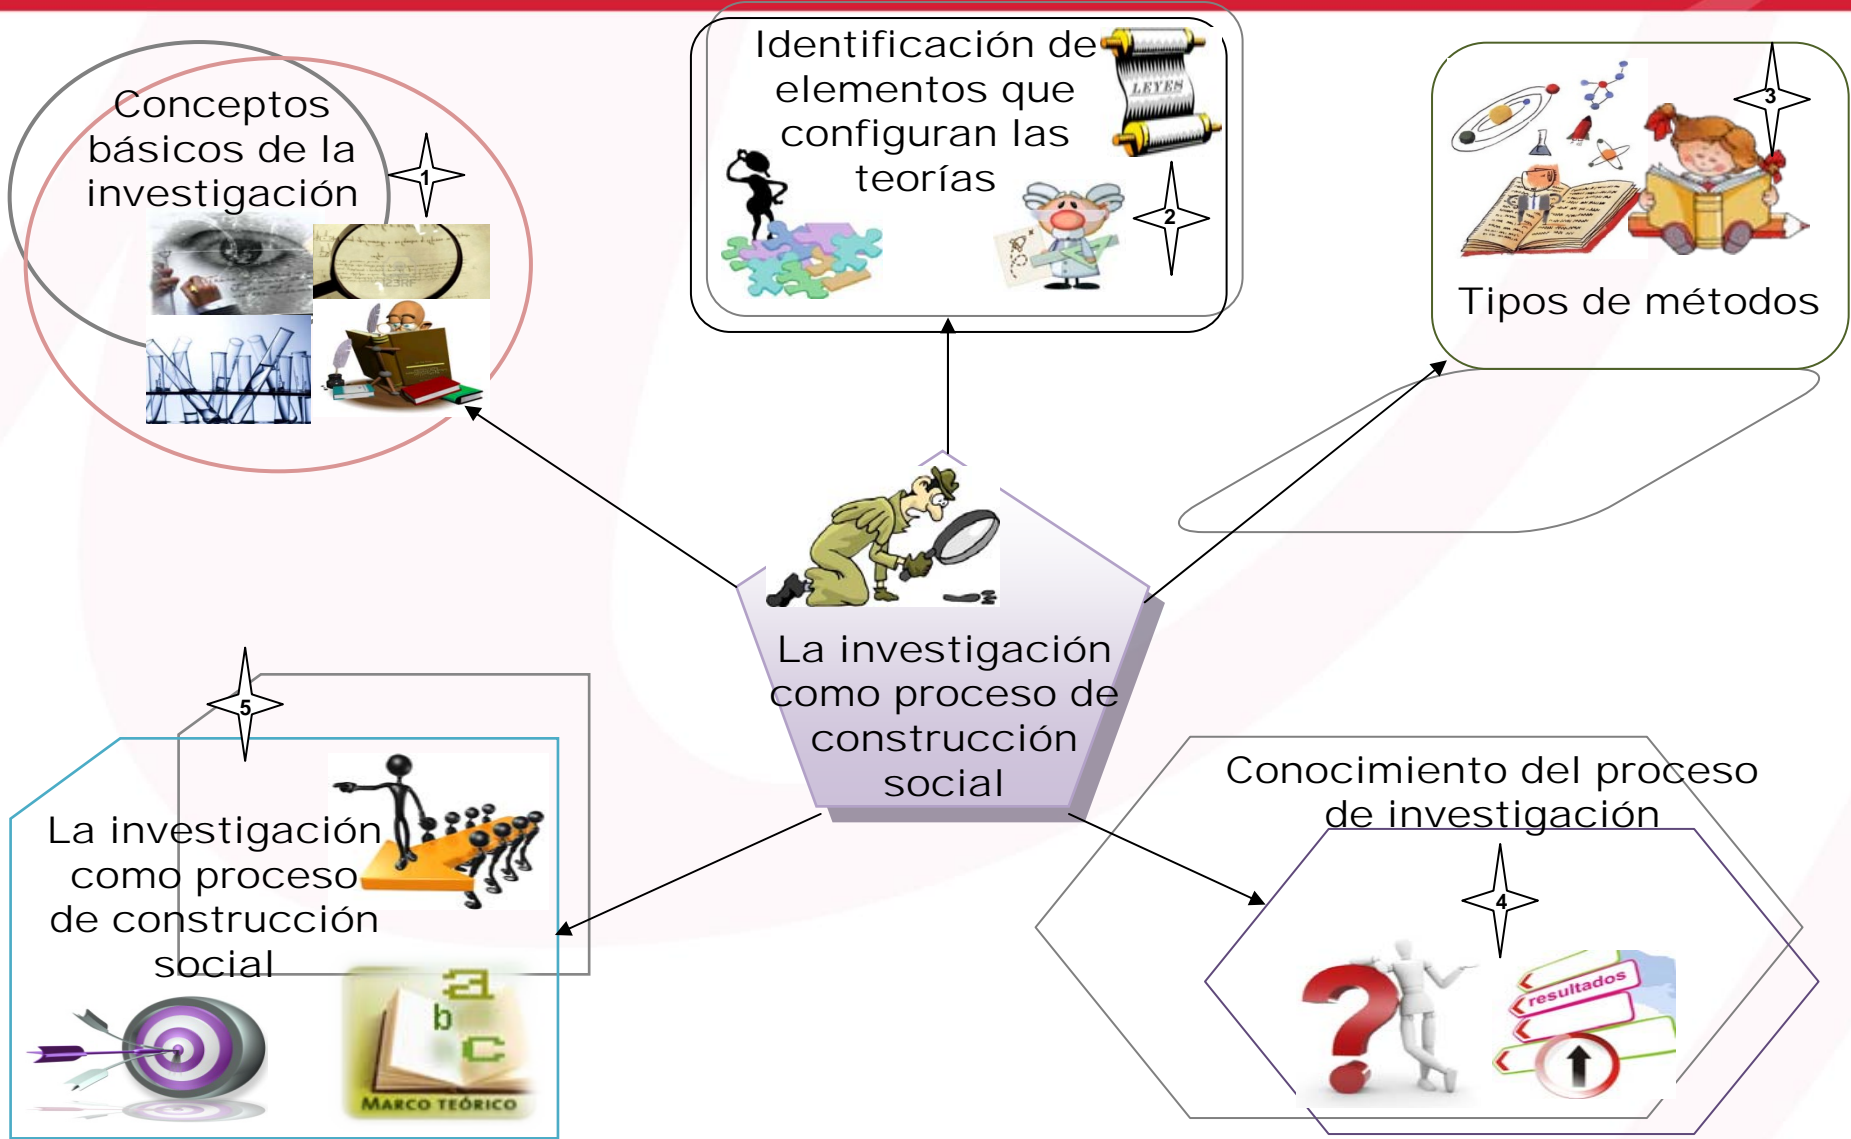 Conceptos
básicos de la
investigación
1
123RF
Identificación de
elementos que
configuran las
teorías
LEYES
2
3
Tipos de métodos
La investigación
como proceso de
construcción
social
Conocimiento del proceso
de investigación
4
resultados
5
La investigación
como proceso
de construcción
social
a
b
c
MARCO TEÓRICO